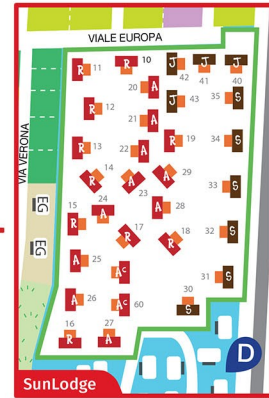 VIALE EUROPA
VIA VERONA
R 11
R 10
J 42
J 41
J 40
A 20
J 43
S 35
R 12
A 21
R 13
A 22
R 19
S 34
R 14
A 23
A 29
S 33
EG
EG
A 24
A 28
R 15
R 17
R 18
S 32
A 25
AC
S 31
A 26
AC 60
S 30
R 16
A 27
D
SunLodge